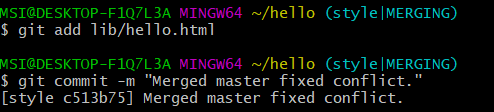 MSI@DESKTOP-F1Q7L3A MINGW64 ~/hello (style|MERGING)
$ git add lib/hello.html
MSI@DESKTOP-F1Q7L3A MINGW64 ~/hello (style|MERGING)
$ git commit -m "Merged master fixed conflict."
[style c513b75] Merged master fixed conflict.